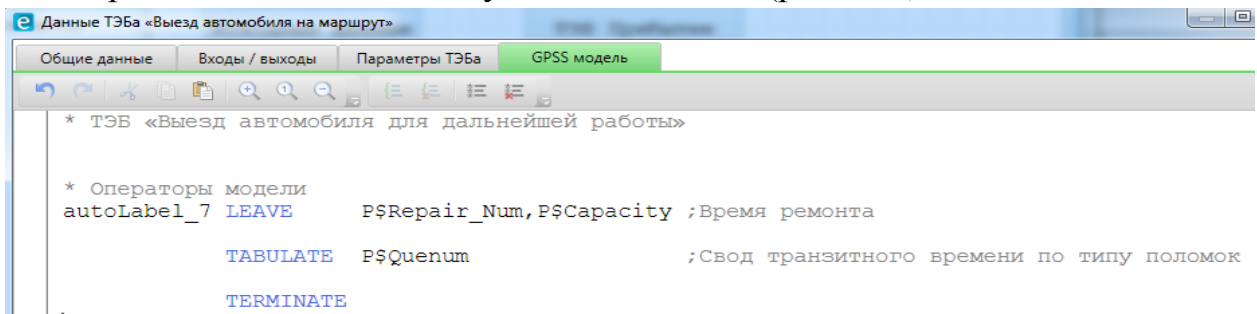 Данные ТЭБа «Выезд автомобиля на маршрут»
Общие данные Входы / выходы Параметры ТЭБа GPSS модель
* ТЭБ «Выезд автомобиля для дальнейшей работы»
* Операторы модели
autoLabel_7 LEAVE P$Repair_Num,P$Capacity ;Время ремонта
TABULATE P$Quenum ;Свод транзитного времени по типу поломок
TERMINATE